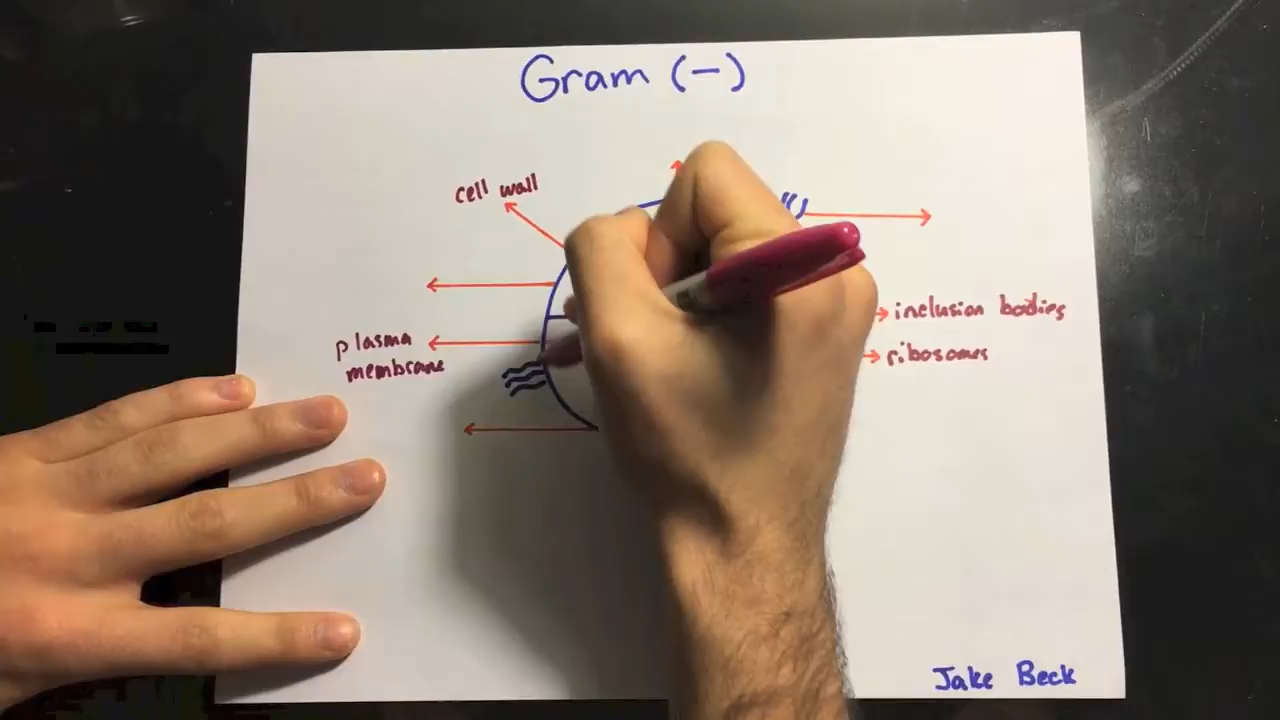 Gram (-)
cell wall
inclusion bodies
plasma
membrane
ribosomes
Jake Beck